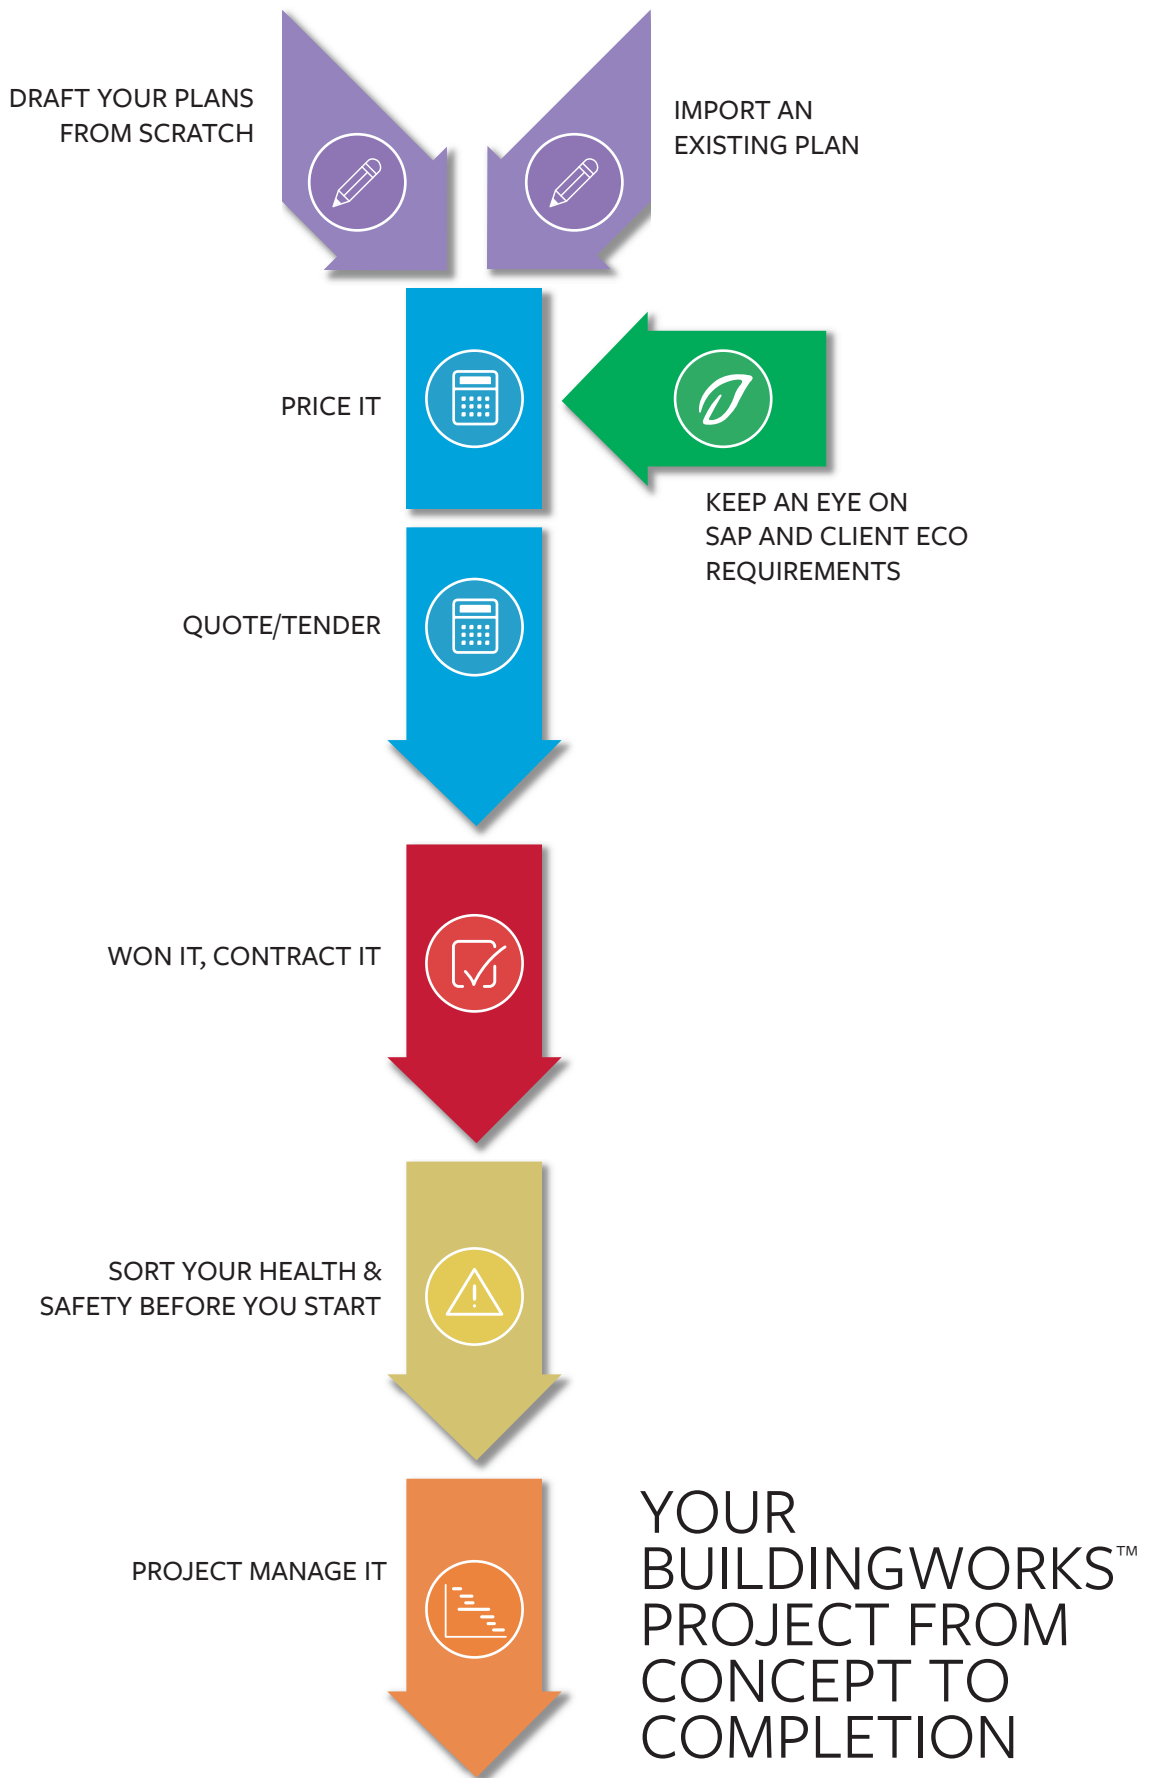 DRAFT YOUR PLANS
FROM SCRATCH
IMPORT AN
EXISTING PLAN
PRICE IT
KEEP AN EYE ON
SAP AND CLIENT ECO
REQUIREMENTS
QUOTE/TENDER
WON IT, CONTRACT IT
SORT YOUR HEALTH &
SAFETY BEFORE YOU START
PROJECT MANAGE IT
YOUR
BUILDINGWORKS™
PROJECT FROM
CONCEPT TO
COMPLETION